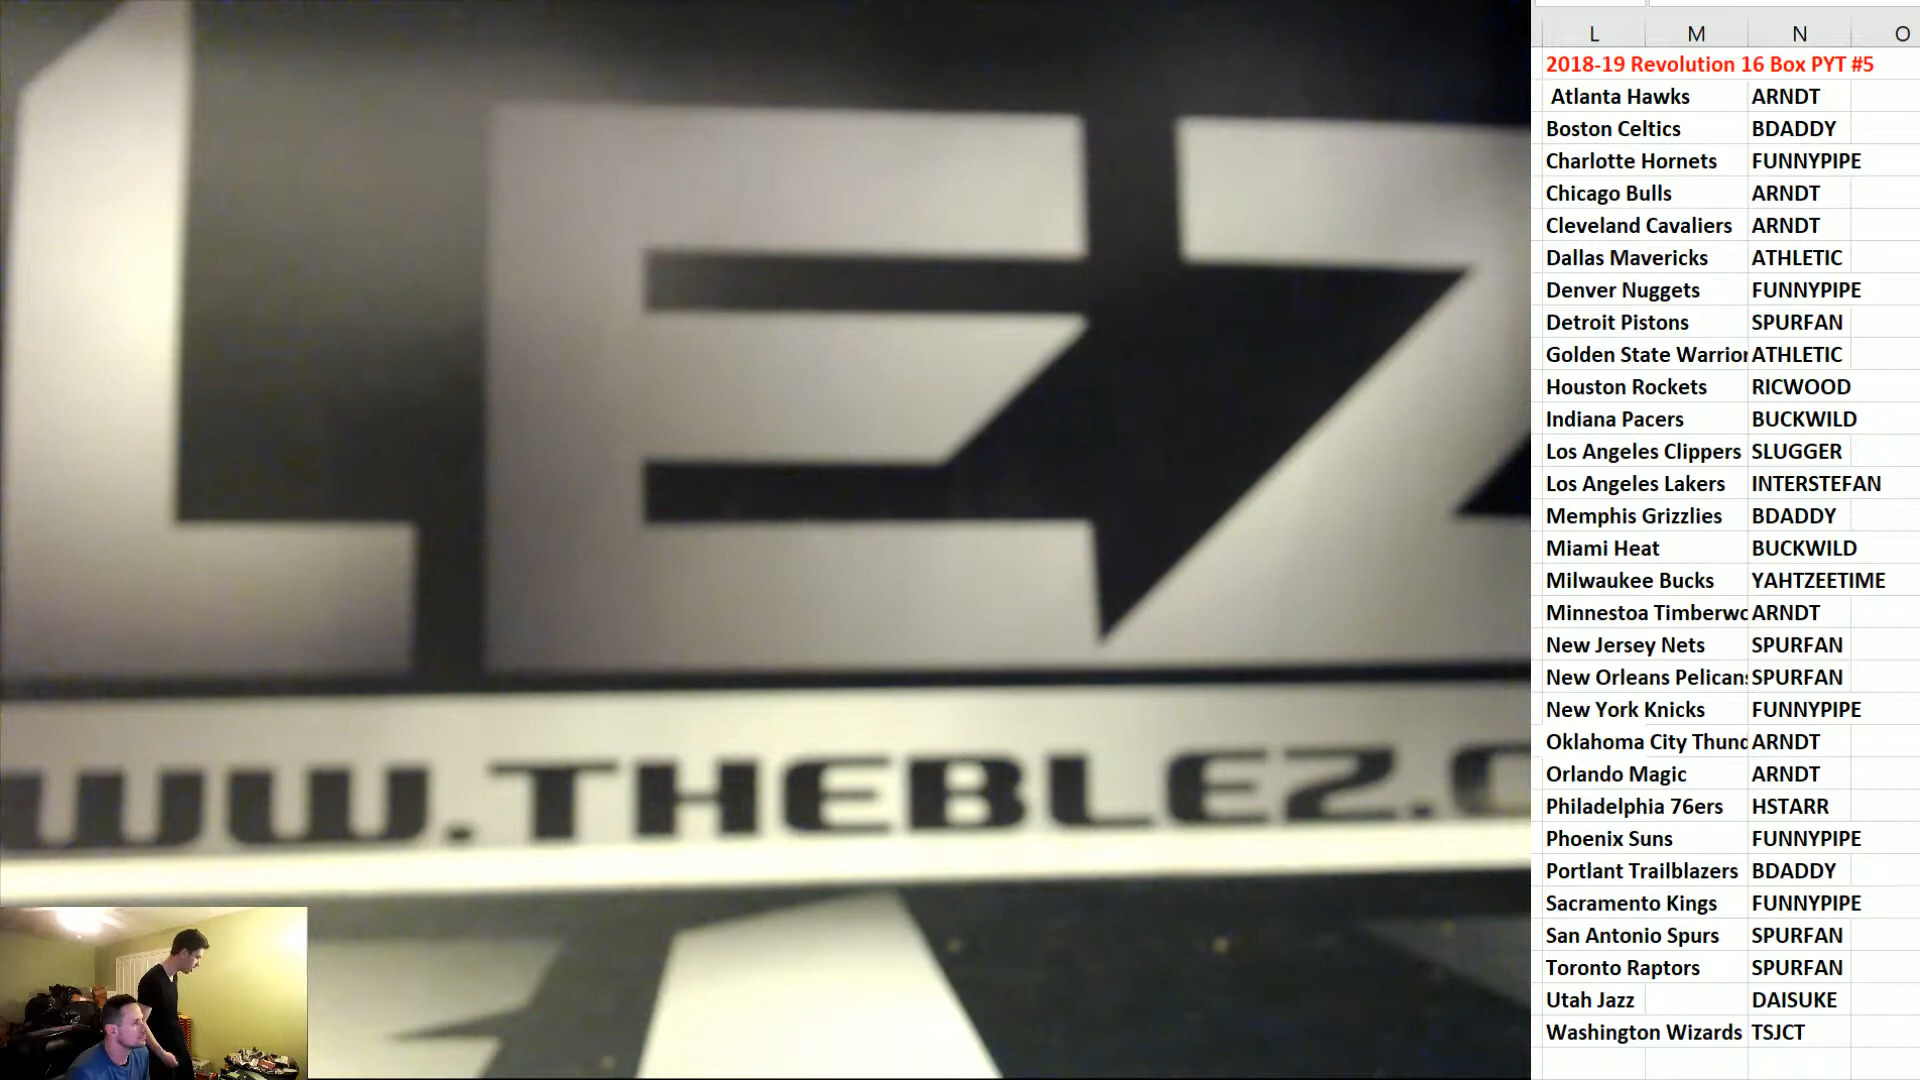 LEZ
WW.THEBLEZ.
L M N O
2018-19 Revolution 16 Box PYT #5
Atlanta Hawks ARNDT
Boston Celtics BDADDY
Charlotte Hornets FUNNYPIPE
Chicago Bulls ARNDT
Cleveland Cavaliers ARNDT
Dallas Mavericks ATHLETIC
Denver Nuggets FUNNYPIPE
Detroit Pistons SPURFAN
Golden State Warrior ATHLETIC
Houston Rockets RICWOOD
Indiana Pacers BUCKWILD
Los Angeles Clippers SLUGGER
Los Angeles Lakers INTERSTEFAN
Memphis Grizzlies BDADDY
Miami Heat BUCKWILD
Milwaukee Bucks YAHTZEETIME
Minnestoa Timberwo ARNDT
New Jersey Nets SPURFAN
New Orleans Pelicans SPURFAN
New York Knicks FUNNYPIPE
Oklahoma City Thund ARNDT
Orlando Magic ARNDT
Philadelphia 76ers HSTARR
Phoenix Suns FUNNYPIPE
Portlant Trailblazers BDADDY
Sacramento Kings FUNNYPIPE
San Antonio Spurs SPURFAN
Toronto Raptors SPURFAN
Utah Jazz DAISUKE
Washington Wizards TSJCT